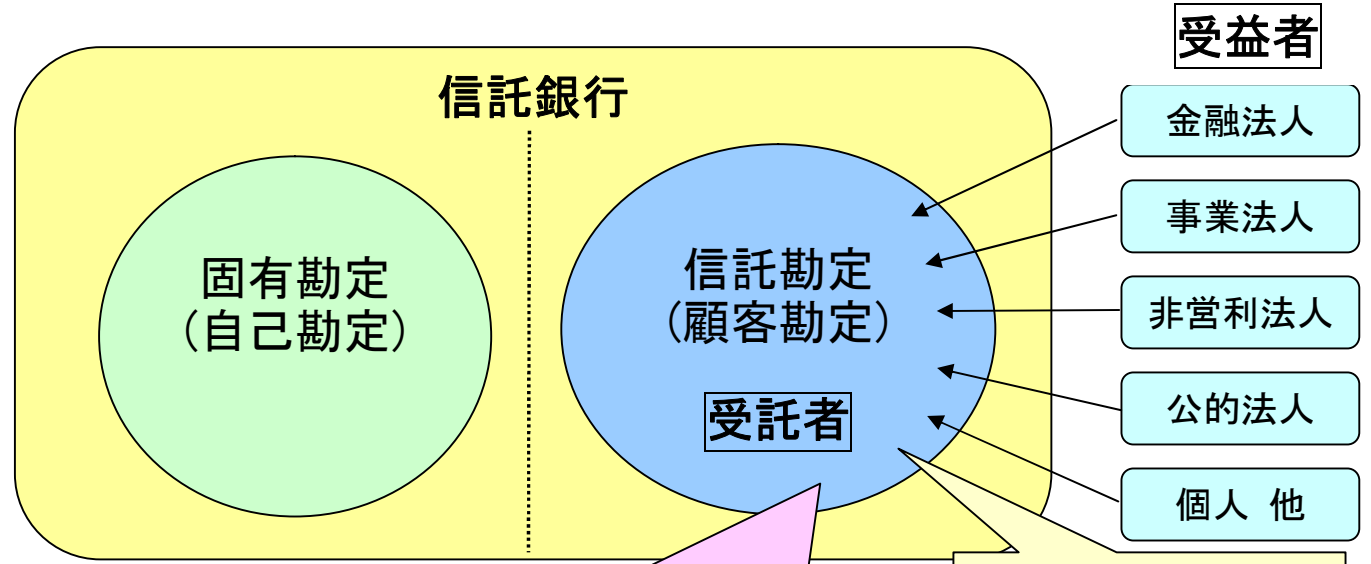 信託銀行
固有勘定
（自己勘定）
信託勘定
（顧客勘定）
受託者
受益者
金融法人
事業法人
非営利法人
公的法人
個人 他